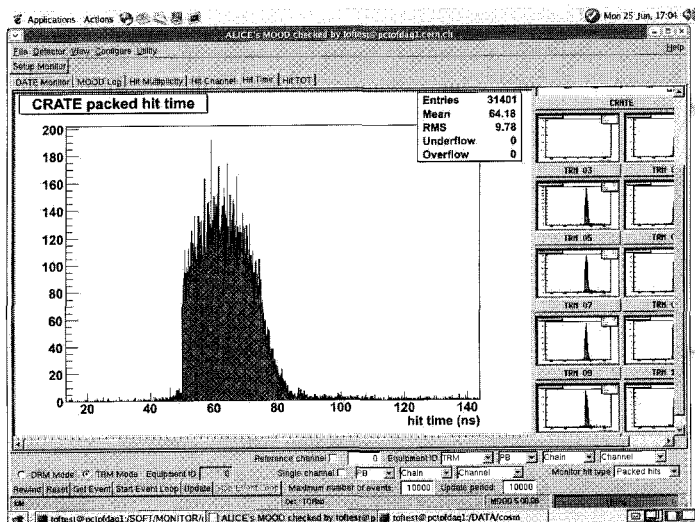 Applications Actions
Mon 25 Jun, 17:04
ALICE's MOOD checked by toftest@pctofdaq1.cern.ch
File Detector View Configure Utility Help
Setup Monitor
DATE Monitor MOOD Log Hit Multiplicity Hit Channel Hit Time Hit TOT
CRATE packed hit time
Entries 31401
Mean 64.18
RMS 9.78
Underflow 0
Overflow 0
200
180
160
140
120
100
80
60
40
20
0
20 40 60 80 100 120 140
hit time (ns)
CRATE
TRM 03
TRM 05
TRM 07
TRM 09
Reference channel 0 Equipment ID TRM PB Chain Channel
DRM Mode TRM Mode Equipment ID 0 Single channel PB Chain Channel Monitor hit type Packed hits
Rewind Reset Get Event Start Event Loop Update Maximum number of events: 10000 Update period: 10000
toftest@pctofdaq1:/SOFT/MONITOR/ ALICE's MOOD checked by toftest@p toftest@pctofdaq1:/DATA/cosm